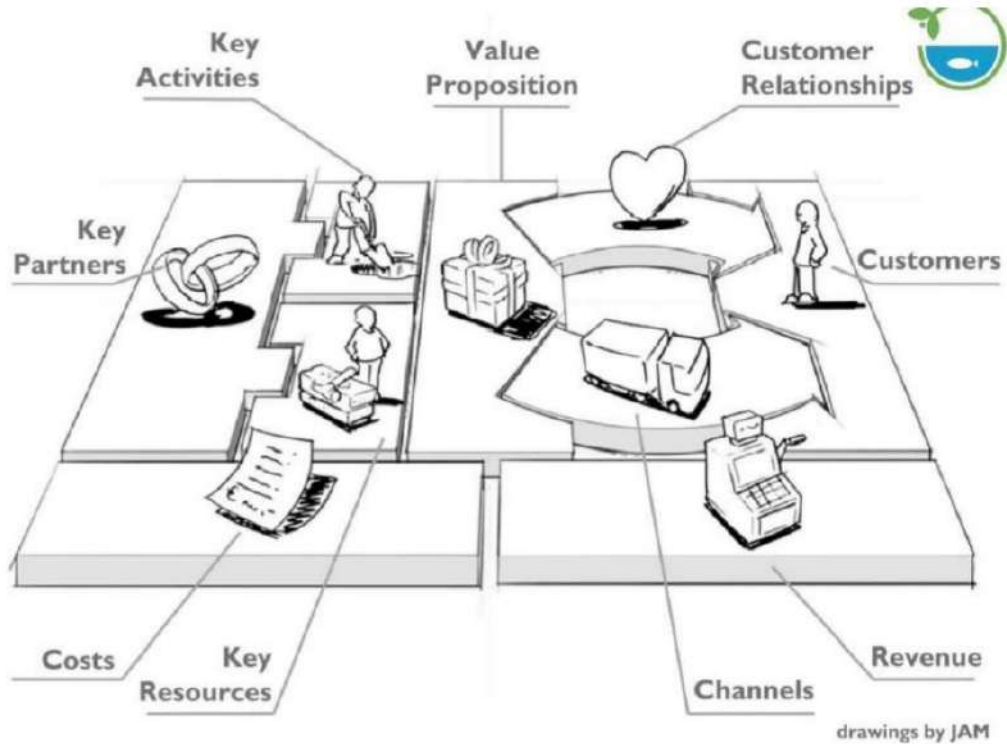 Key
Activities
Value
Proposition
Customer
Relationships
Key
Partners
Customers
Costs
Key
Resources
Channels
Revenue
drawings by JAM